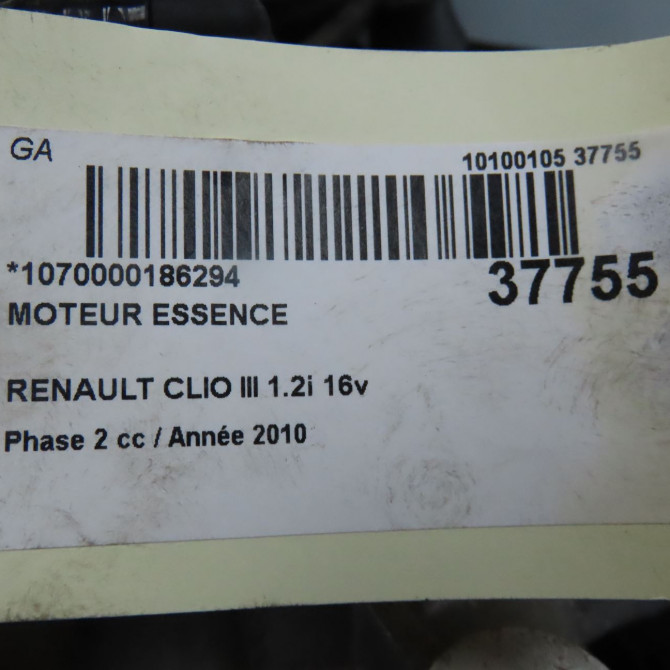 GA
10100105 37755
*1070000186294
37755
MOTEUR ESSENCE
RENAULT CLIO III 1.2i 16v
Phase 2 cc / Année 2010